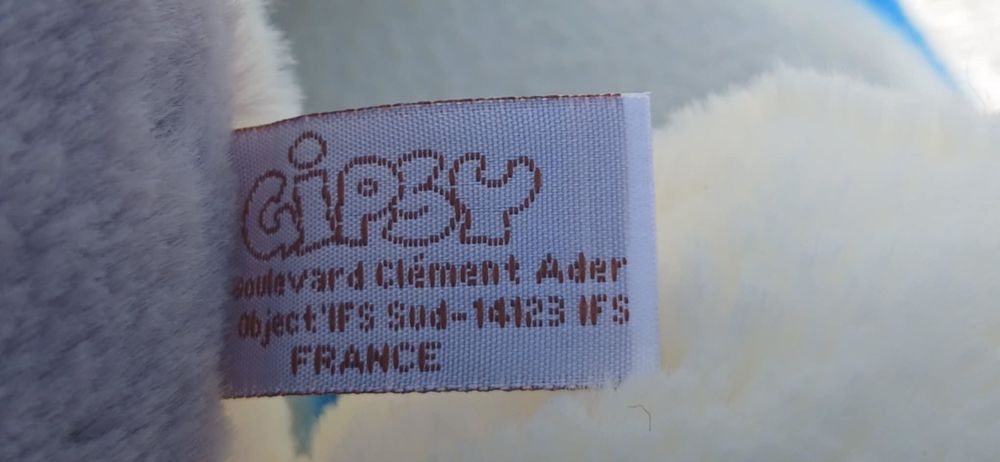 GiPSY
Boulevard Clément Ader
Object'IFS Sud-14123 IFS
FRANCE